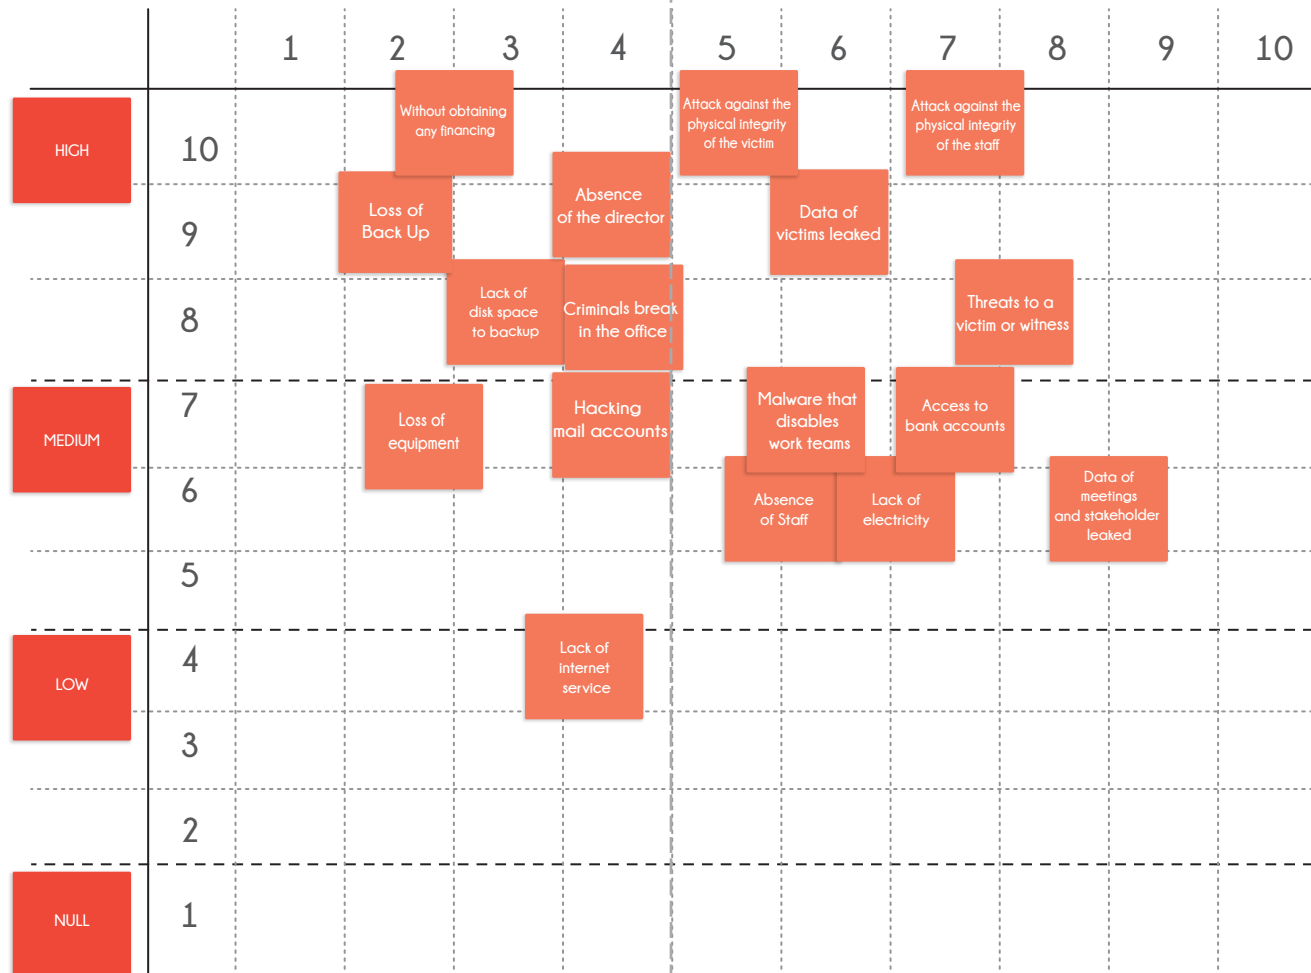 1 2 3 4 5 6 7 8 9 10
HIGH
10
Without obtaining
any financing
Attack against the
physical integrity
of the victim
Attack against the
physical integrity
of the staff
9
Loss of
Back Up
Absence
of the director
Data of
victims leaked
8
Lack of
disk space
to backup
Criminals break
in the office
Threats to a
victim or witness
MEDIUM
7
Loss of
equipment
Hacking
mail accounts
Malware that
disables
work teams
Access to
bank accounts
6
Absence
of Staff
Lack of
electricity
Data of
meetings
and stakeholder
leaked
5
LOW
4
Lack of
internet
service
3
2
NULL
1